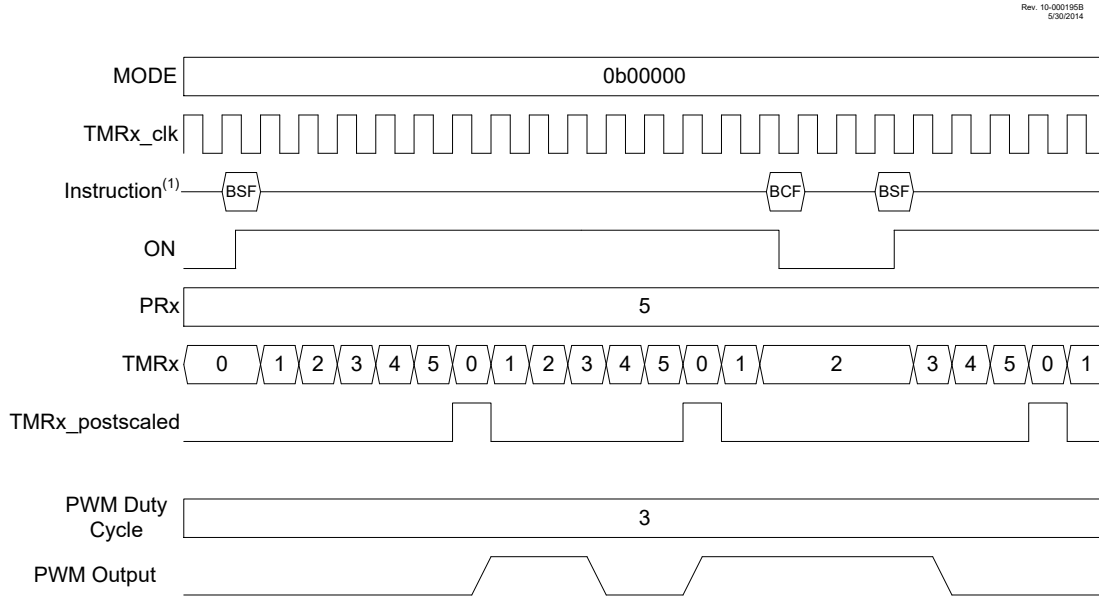 Rev. 10-000195B
5/30/2014
MODE 0b00000
TMRx_clk
Instruction(1) BSF BCF BSF
ON
PRx 5
TMRx 0 1 2 3 4 5 0 1 2 3 4 5 0 1 2 3 4 5 0 1
TMRx_postscaled
PWM Duty
Cycle 3
PWM Output